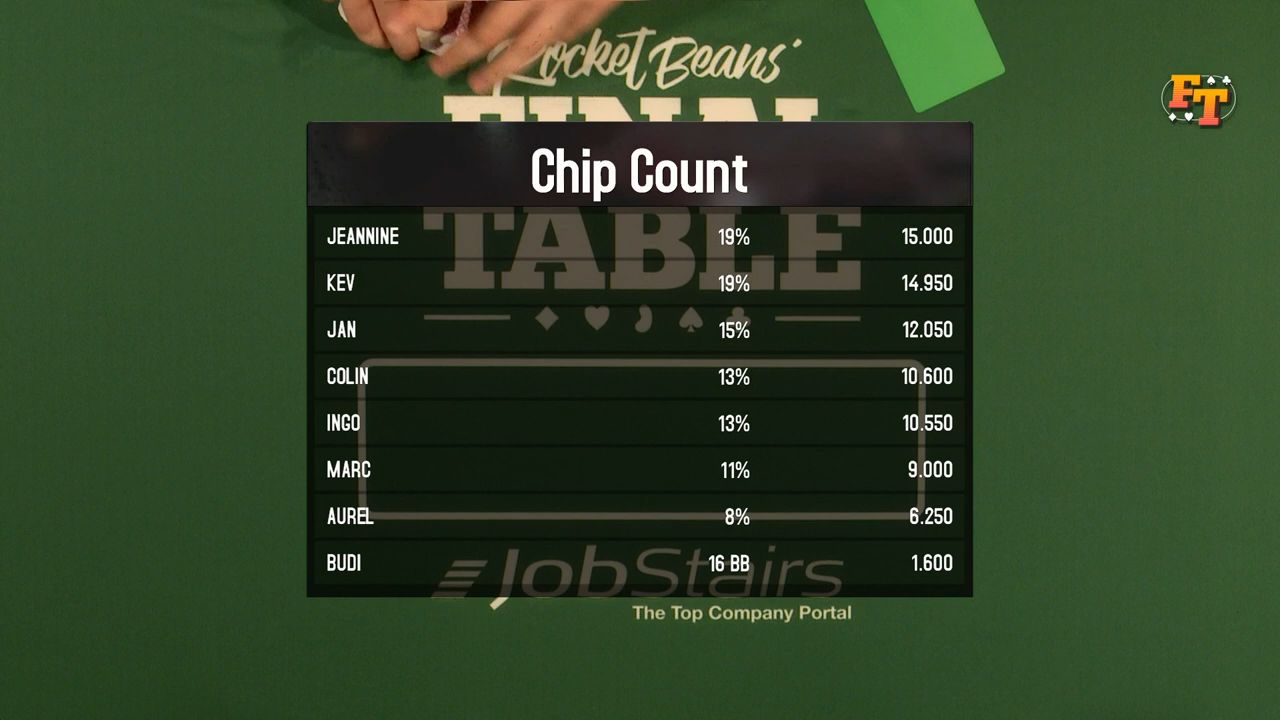 Rocket Beans'
FINAL
FT
Chip Count
TABLE
JEANNINE 19% 15.000
KEV 19% 14.950
JAN 15% 12.050
COLIN 13% 10.600
INGO 13% 10.550
MARC 11% 9.000
AUREL 8% 6.250
BUDI 16 BB 1.600
JobStairs
The Top Company Portal